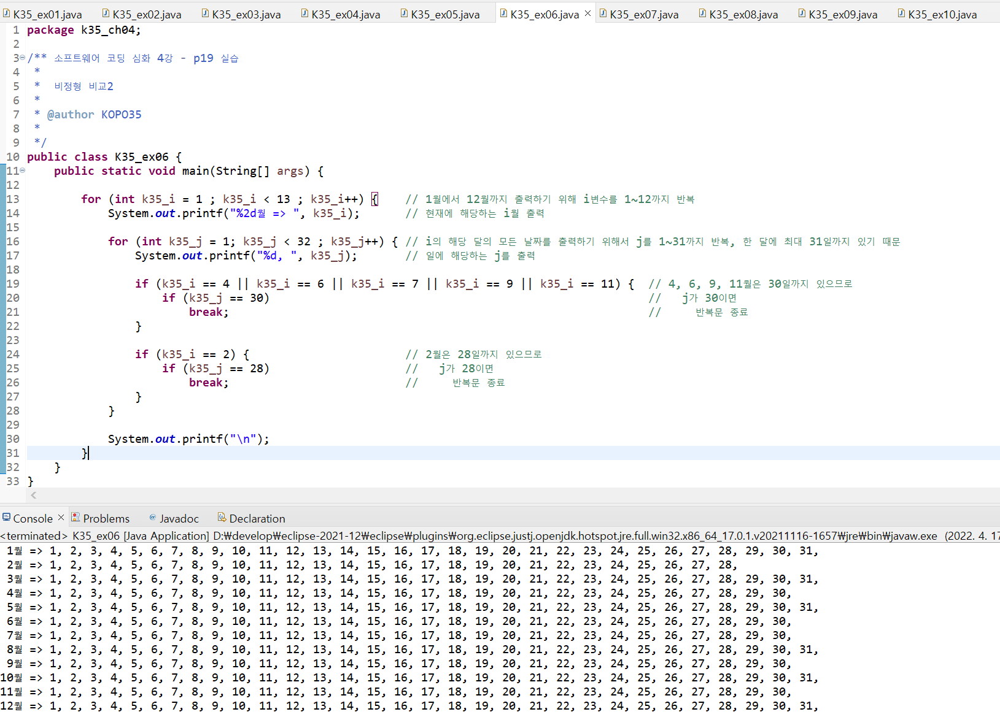 K35_ex01.java K35_ex02.java K35_ex03.java K35_ex04.java K35_ex05.java K35_ex06.java K35_ex07.java K35_ex08.java K35_ex09.java K35_ex10.java
1 package k35_ch04;
2
3 /** 소프트웨어 코딩 심화 4강 - p19 실습
4 *
5 * 비정형 비교2
6 *
7 * @author KOPO35
8 *
9 */
10 public class K35_ex06 {
11 public static void main(String[] args) {
12
13 for (int k35_i = 1 ; k35_i < 13 ; k35_i++) { // 1월에서 12월까지 출력하기 위해 i변수를 1~12까지 반복
14 System.out.printf("%2d월 => ", k35_i); // 현재에 해당하는 i월 출력
15
16 for (int k35_j = 1; k35_j < 32 ; k35_j++) { // i의 해당 달의 모든 날짜를 출력하기 위해서 j를 1~31까지 반복, 한 달에 최대 31일까지 있기 때문
17 System.out.printf("%d, ", k35_j); // 일에 해당하는 j를 출력
18
19 if (k35_i == 4 || k35_i == 6 || k35_i == 7 || k35_i == 9 || k35_i == 11) { // 4, 6, 9, 11월은 30일까지 있으므로
20 if (k35_j == 30) // j가 30이면
21 break; // 반복문 종료
22 }
23
24 if (k35_i == 2) { // 2월은 28일까지 있으므로
25 if (k35_j == 28) // j가 28이면
26 break; // 반복문 종료
27 }
28 }
29
30 System.out.printf("\n");
31 }
32 }
33 }
Console Problems Javadoc Declaration
<terminated> K35_ex06 [Java Application] D:₩develop₩eclipse-2021-12₩eclipse₩plugins₩org.eclipse.justj.openjdk.hotspot.jre.full.win32.x86_64_17.0.1.v20211116-1657₩jre₩bin₩javaw.exe (2022. 4. 17
1월 => 1, 2, 3, 4, 5, 6, 7, 8, 9, 10, 11, 12, 13, 14, 15, 16, 17, 18, 19, 20, 21, 22, 23, 24, 25, 26, 27, 28, 29, 30, 31,
2월 => 1, 2, 3, 4, 5, 6, 7, 8, 9, 10, 11, 12, 13, 14, 15, 16, 17, 18, 19, 20, 21, 22, 23, 24, 25, 26, 27, 28,
3월 => 1, 2, 3, 4, 5, 6, 7, 8, 9, 10, 11, 12, 13, 14, 15, 16, 17, 18, 19, 20, 21, 22, 23, 24, 25, 26, 27, 28, 29, 30, 31,
4월 => 1, 2, 3, 4, 5, 6, 7, 8, 9, 10, 11, 12, 13, 14, 15, 16, 17, 18, 19, 20, 21, 22, 23, 24, 25, 26, 27, 28, 29, 30,
5월 => 1, 2, 3, 4, 5, 6, 7, 8, 9, 10, 11, 12, 13, 14, 15, 16, 17, 18, 19, 20, 21, 22, 23, 24, 25, 26, 27, 28, 29, 30, 31,
6월 => 1, 2, 3, 4, 5, 6, 7, 8, 9, 10, 11, 12, 13, 14, 15, 16, 17, 18, 19, 20, 21, 22, 23, 24, 25, 26, 27, 28, 29, 30,
7월 => 1, 2, 3, 4, 5, 6, 7, 8, 9, 10, 11, 12, 13, 14, 15, 16, 17, 18, 19, 20, 21, 22, 23, 24, 25, 26, 27, 28, 29, 30,
8월 => 1, 2, 3, 4, 5, 6, 7, 8, 9, 10, 11, 12, 13, 14, 15, 16, 17, 18, 19, 20, 21, 22, 23, 24, 25, 26, 27, 28, 29, 30, 31,
9월 => 1, 2, 3, 4, 5, 6, 7, 8, 9, 10, 11, 12, 13, 14, 15, 16, 17, 18, 19, 20, 21, 22, 23, 24, 25, 26, 27, 28, 29, 30,
10월 => 1, 2, 3, 4, 5, 6, 7, 8, 9, 10, 11, 12, 13, 14, 15, 16, 17, 18, 19, 20, 21, 22, 23, 24, 25, 26, 27, 28, 29, 30, 31,
11월 => 1, 2, 3, 4, 5, 6, 7, 8, 9, 10, 11, 12, 13, 14, 15, 16, 17, 18, 19, 20, 21, 22, 23, 24, 25, 26, 27, 28, 29, 30,
12월 => 1, 2, 3, 4, 5, 6, 7, 8, 9, 10, 11, 12, 13, 14, 15, 16, 17, 18, 19, 20, 21, 22, 23, 24, 25, 26, 27, 28, 29, 30, 31,